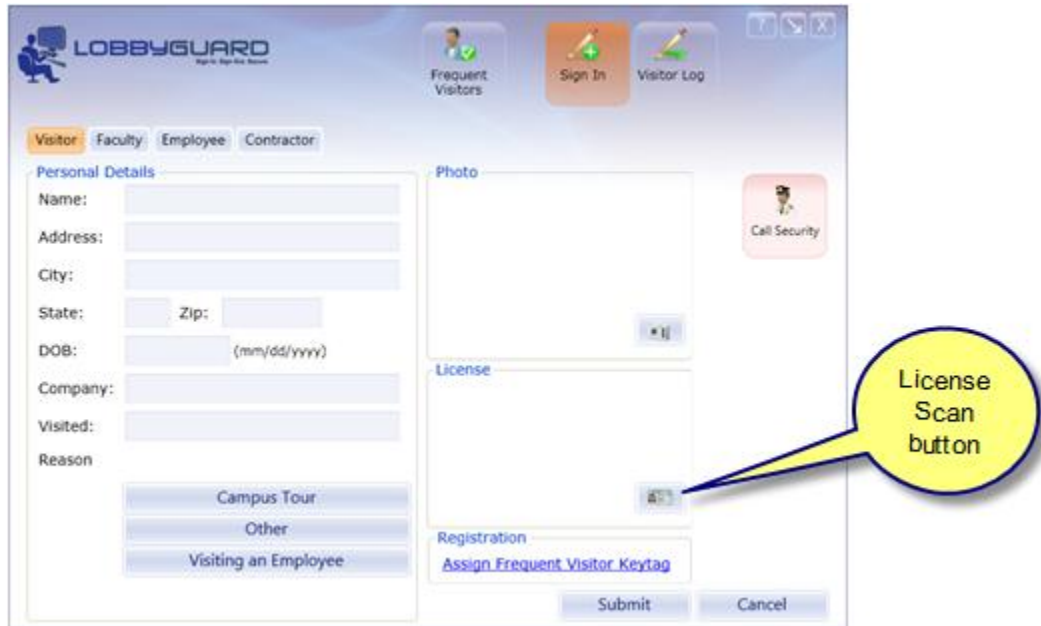 LOBBYGUARD
Frequent
Visitors
Sign In
Visitor Log
? X
Visitor Faculty Employee Contractor
Personal Details
Name:
Address:
City:
State: Zip:
DOB: (mm/dd/yyyy)
Company:
Visited:
Reason
Campus Tour
Other
Visiting an Employee
Photo
License
Registration
Assign Frequent Visitor Keytag
Call Security
Submit Cancel
License
Scan
button